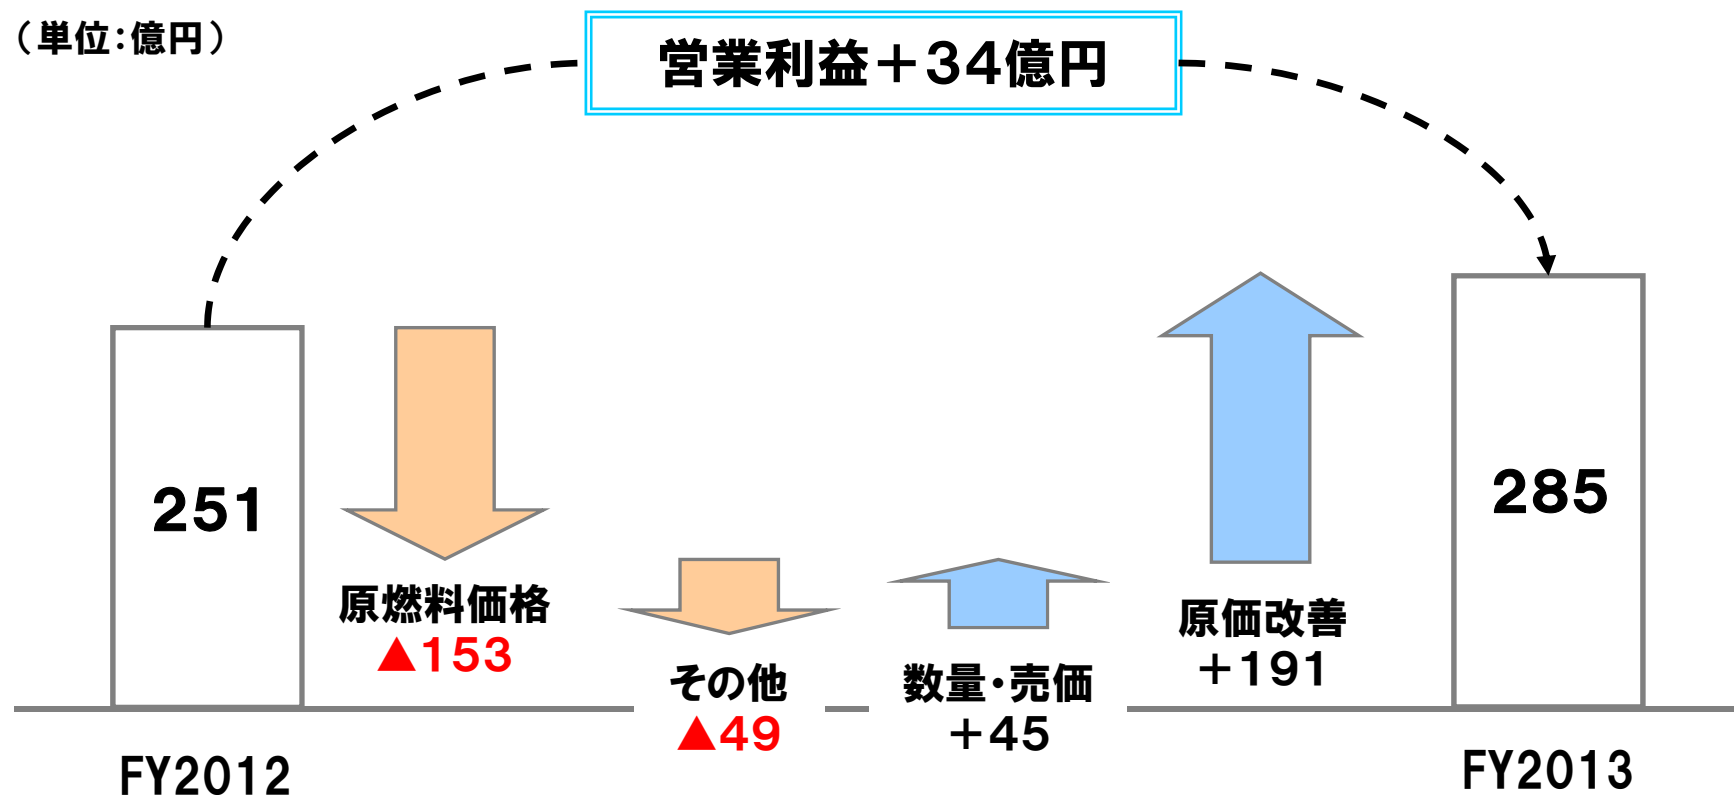 （単位：億円）
営業利益＋３４億円
251
285
原燃料価格
▲153
その他
▲49
数量・売価
＋45
原価改善
＋191
FY2012
FY2013